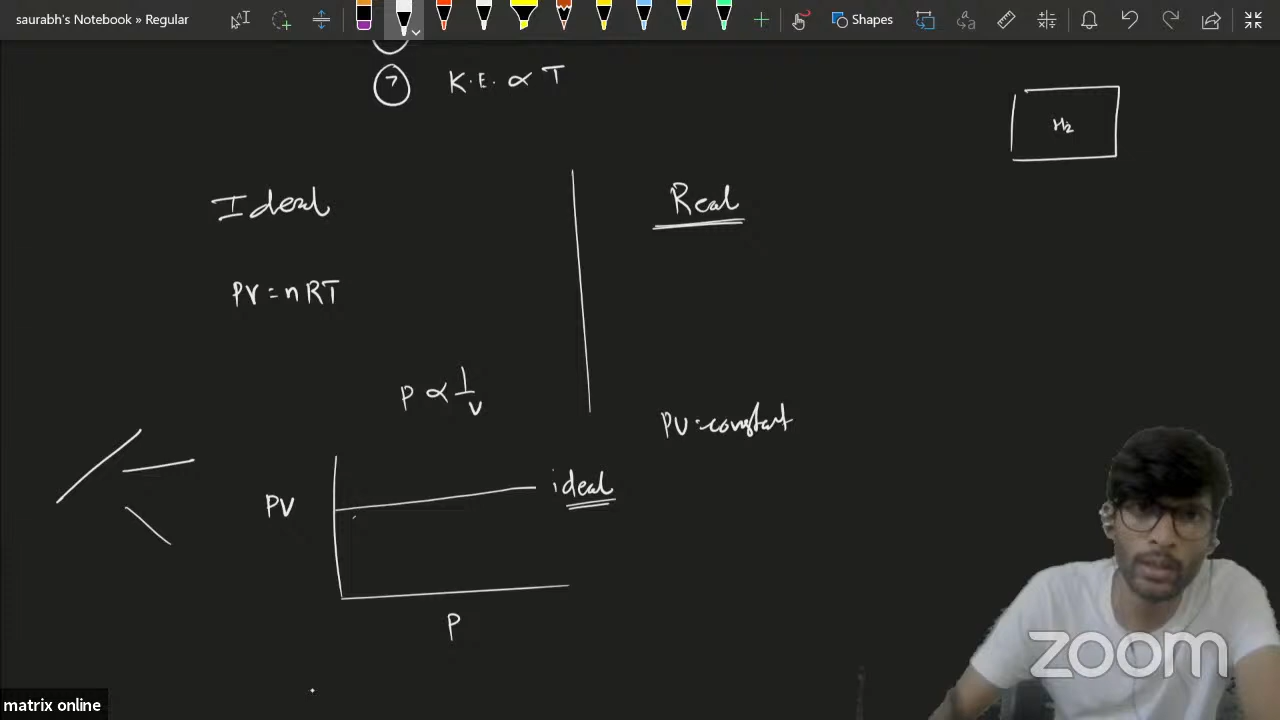 saurabh's Notebook » Regular
Shapes
7 K.E. ∝ T
H2
Ideal
Real
PV = nRT
P ∝ 1/V
PV = constant
PV
ideal
P
zoom
matrix online